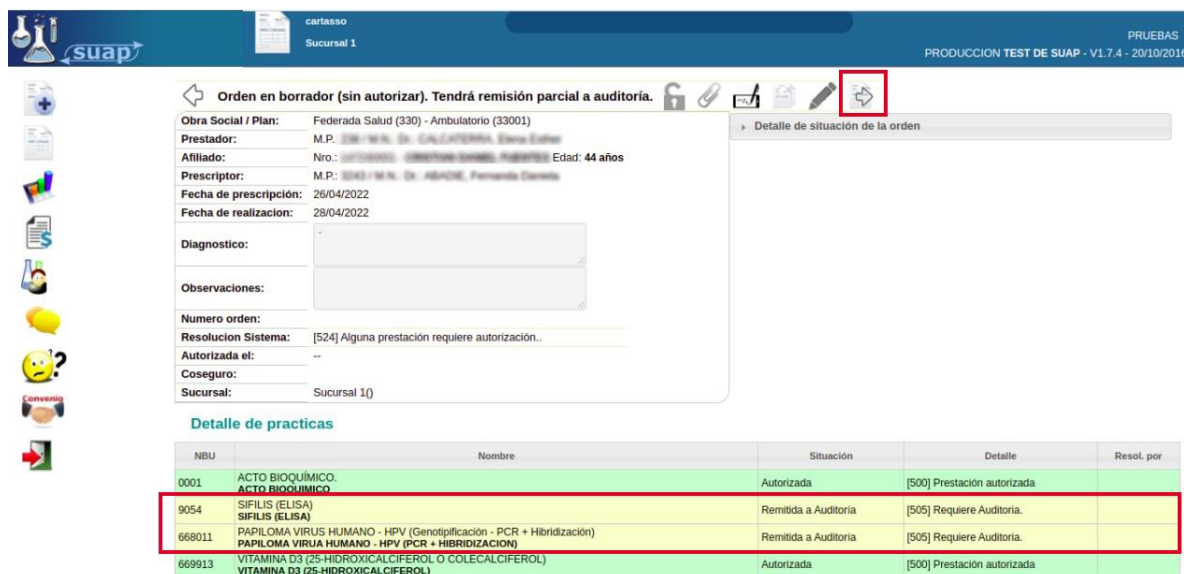 suap
cartasso
Sucursal 1
PRUEBAS
PRODUCCION TEST DE SUAP - V1.7.4 - 20/10/2016
Convenio
Orden en borrador (sin autorizar). Tendrá remisión parcial a auditoría.
Detalle de situación de la orden
Obra Social / Plan: Federada Salud (330) - Ambulatorio (33001)
Prestador: M.P.
Afiliado: Nro.: Edad: 44 años
Prescriptor: M.P.:
Fecha de prescripción: 26/04/2022
Fecha de realizacion: 28/04/2022
Diagnostico: -
Observaciones:
Numero orden:
Resolucion Sistema: [524] Alguna prestación requiere autorización..
Autorizada el: --
Coseguro:
Sucursal: Sucursal 1()
Detalle de practicas
NBU Nombre Situación Detalle Resol. por
0001 ACTO BIOQUÍMICO. Autorizada [500] Prestación autorizada
ACTO BIOQUIMICO
9054 SIFILIS (ELISA) Remitida a Auditoria [505] Requiere Auditoria.
SIFILIS (ELISA)
668011 PAPILOMA VIRUS HUMANO - HPV (Genotipificación - PCR + Hibridización) Remitida a Auditoria [505] Requiere Auditoria.
PAPILOMA VIRUA HUMANO - HPV (PCR + HIBRIDIZACION)
669913 VITAMINA D3 (25-HIDROXICALCIFEROL O COLECALCIFEROL) Autorizada [500] Prestación autorizada
VITAMINA D3 (25-HIDROXICALCIFEROL)